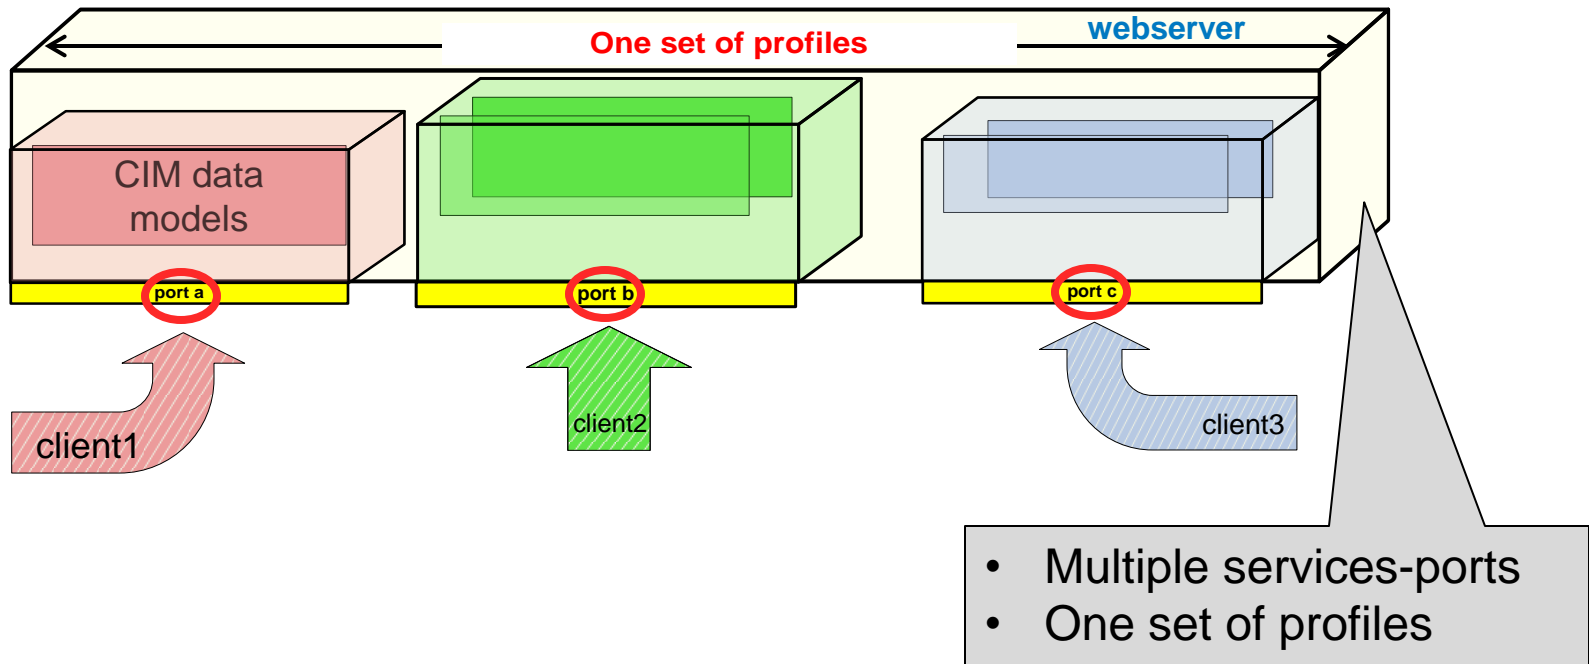 webserver
One set of profiles
CIM data
models
port a
port b
port c
client1
client2
client3
• Multiple services-ports
• One set of profiles